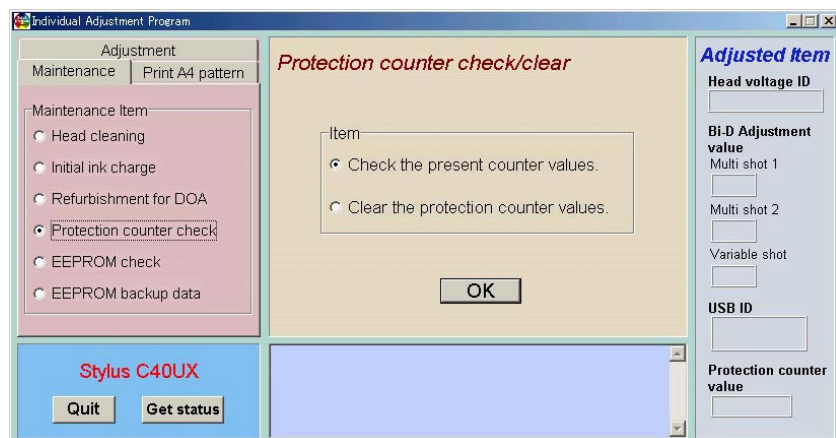 Individual Adjustment Program
Adjustment
Maintenance
Print A4 pattern
Maintenance Item
Head cleaning
Initial ink charge
Refurbishment for DOA
Protection counter check
EEPROM check
EEPROM backup data
Stylus C40UX
Quit
Get status
Protection counter check/clear
Item
Check the present counter values.
Clear the protection counter values.
OK
Adjusted Item
Head voltage ID
Bi-D Adjustment
value
Multi shot 1
Multi shot 2
Variable shot
USB ID
Protection counter
value